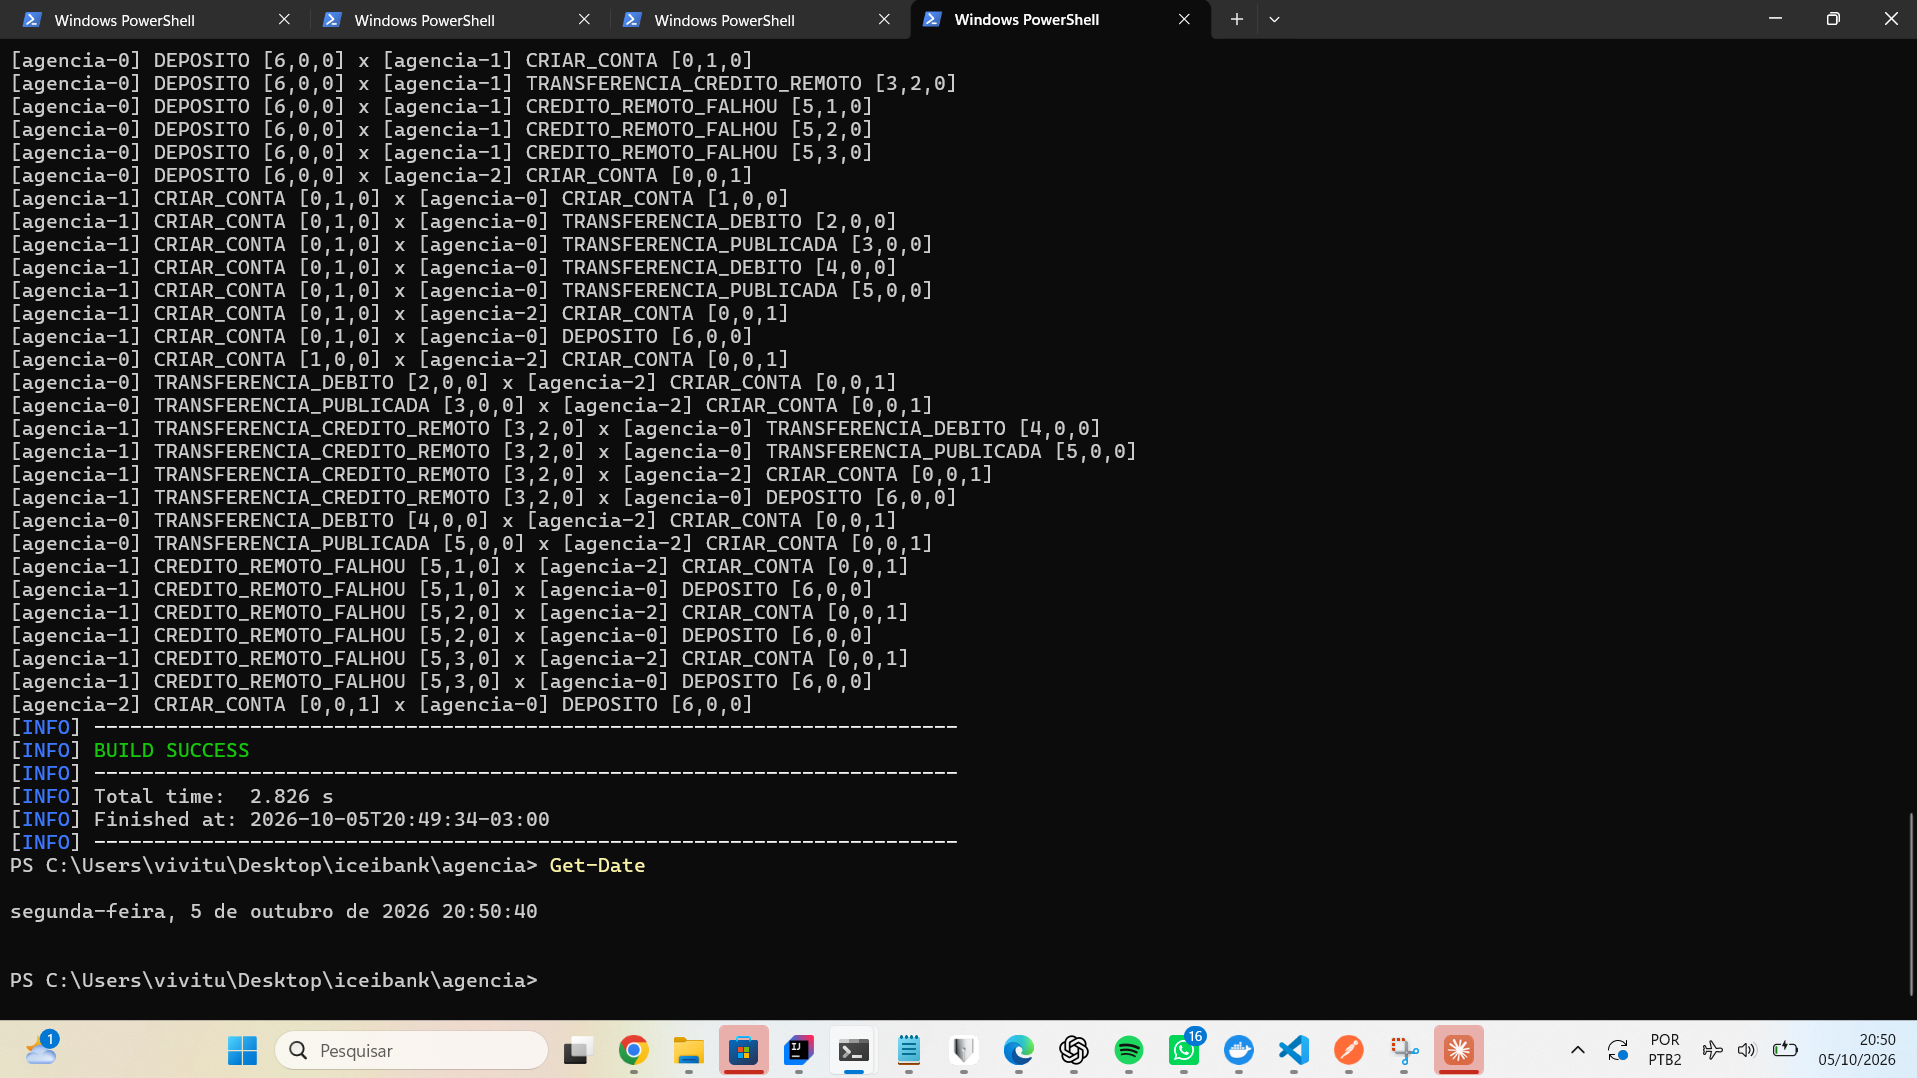 Windows PowerShell
Windows PowerShell
Windows PowerShell
Windows PowerShell
[agencia-0] DEPOSITO [6,0,0] x [agencia-1] CRIAR_CONTA [0,1,0]
[agencia-0] DEPOSITO [6,0,0] x [agencia-1] TRANSFERENCIA_CREDITO_REMOTO [3,2,0]
[agencia-0] DEPOSITO [6,0,0] x [agencia-1] CREDITO_REMOTO_FALHOU [5,1,0]
[agencia-0] DEPOSITO [6,0,0] x [agencia-1] CREDITO_REMOTO_FALHOU [5,2,0]
[agencia-0] DEPOSITO [6,0,0] x [agencia-1] CREDITO_REMOTO_FALHOU [5,3,0]
[agencia-0] DEPOSITO [6,0,0] x [agencia-2] CRIAR_CONTA [0,0,1]
[agencia-1] CRIAR_CONTA [0,1,0] x [agencia-0] CRIAR_CONTA [1,0,0]
[agencia-1] CRIAR_CONTA [0,1,0] x [agencia-0] TRANSFERENCIA_DEBITO [2,0,0]
[agencia-1] CRIAR_CONTA [0,1,0] x [agencia-0] TRANSFERENCIA_PUBLICADA [3,0,0]
[agencia-1] CRIAR_CONTA [0,1,0] x [agencia-0] TRANSFERENCIA_DEBITO [4,0,0]
[agencia-1] CRIAR_CONTA [0,1,0] x [agencia-0] TRANSFERENCIA_PUBLICADA [5,0,0]
[agencia-1] CRIAR_CONTA [0,1,0] x [agencia-2] CRIAR_CONTA [0,0,1]
[agencia-1] CRIAR_CONTA [0,1,0] x [agencia-0] DEPOSITO [6,0,0]
[agencia-0] CRIAR_CONTA [1,0,0] x [agencia-2] CRIAR_CONTA [0,0,1]
[agencia-0] TRANSFERENCIA_DEBITO [2,0,0] x [agencia-2] CRIAR_CONTA [0,0,1]
[agencia-0] TRANSFERENCIA_PUBLICADA [3,0,0] x [agencia-2] CRIAR_CONTA [0,0,1]
[agencia-1] TRANSFERENCIA_CREDITO_REMOTO [3,2,0] x [agencia-0] TRANSFERENCIA_DEBITO [4,0,0]
[agencia-1] TRANSFERENCIA_CREDITO_REMOTO [3,2,0] x [agencia-0] TRANSFERENCIA_PUBLICADA [5,0,0]
[agencia-1] TRANSFERENCIA_CREDITO_REMOTO [3,2,0] x [agencia-2] CRIAR_CONTA [0,0,1]
[agencia-1] TRANSFERENCIA_CREDITO_REMOTO [3,2,0] x [agencia-0] DEPOSITO [6,0,0]
[agencia-0] TRANSFERENCIA_DEBITO [4,0,0] x [agencia-2] CRIAR_CONTA [0,0,1]
[agencia-0] TRANSFERENCIA_PUBLICADA [5,0,0] x [agencia-2] CRIAR_CONTA [0,0,1]
[agencia-1] CREDITO_REMOTO_FALHOU [5,1,0] x [agencia-2] CRIAR_CONTA [0,0,1]
[agencia-1] CREDITO_REMOTO_FALHOU [5,1,0] x [agencia-0] DEPOSITO [6,0,0]
[agencia-1] CREDITO_REMOTO_FALHOU [5,2,0] x [agencia-2] CRIAR_CONTA [0,0,1]
[agencia-1] CREDITO_REMOTO_FALHOU [5,2,0] x [agencia-0] DEPOSITO [6,0,0]
[agencia-1] CREDITO_REMOTO_FALHOU [5,3,0] x [agencia-2] CRIAR_CONTA [0,0,1]
[agencia-1] CREDITO_REMOTO_FALHOU [5,3,0] x [agencia-0] DEPOSITO [6,0,0]
[agencia-2] CRIAR_CONTA [0,0,1] x [agencia-0] DEPOSITO [6,0,0]
[INFO] ------------------------------------------------------------------------
[INFO] BUILD SUCCESS
[INFO] ------------------------------------------------------------------------
[INFO] Total time:  2.826 s
[INFO] Finished at: 2026-10-05T20:49:34-03:00
[INFO] ------------------------------------------------------------------------
PS C:\Users\vivitu\Desktop\iceibank\agencia> Get-Date
segunda-feira, 5 de outubro de 2026 20:50:40
PS C:\Users\vivitu\Desktop\iceibank\agencia>
1
Pesquisar
IJ
16
POR
PTB2
20:50
05/10/2026